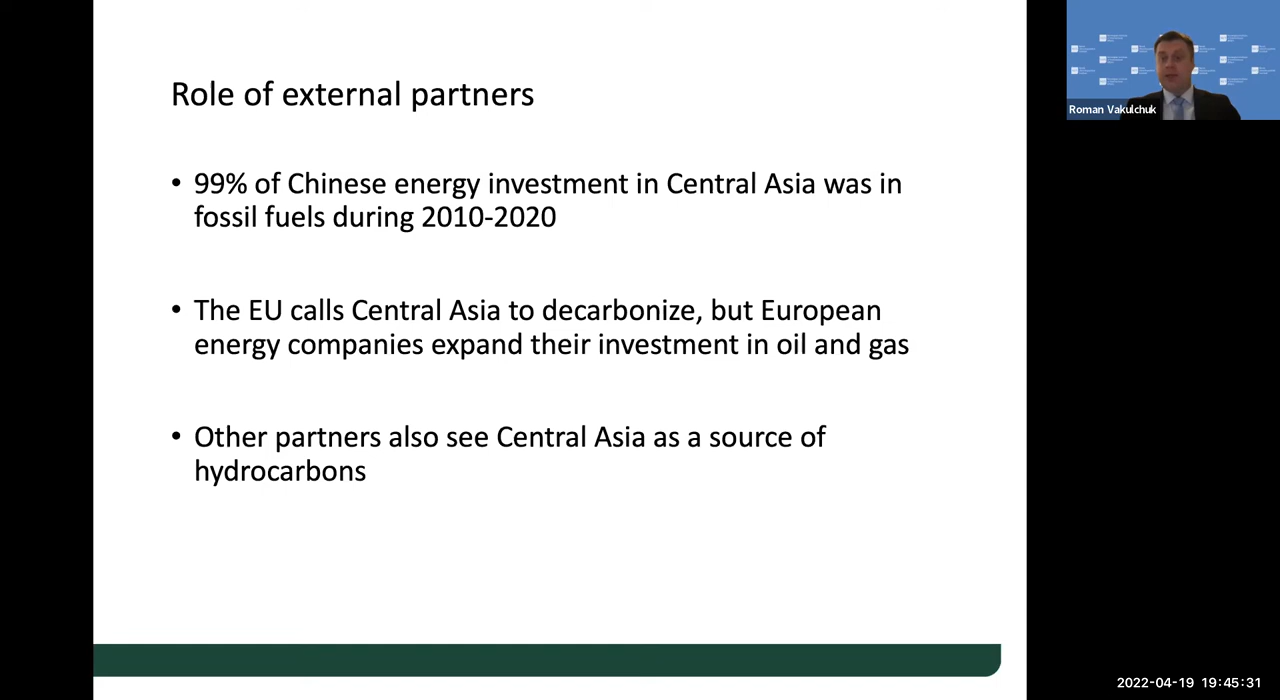 Role of external partners
• 99% of Chinese energy investment in Central Asia was in
fossil fuels during 2010-2020
• The EU calls Central Asia to decarbonize, but European
energy companies expand their investment in oil and gas
• Other partners also see Central Asia as a source of
hydrocarbons
Roman Vakulchuk
2022-04-19 19:45:31